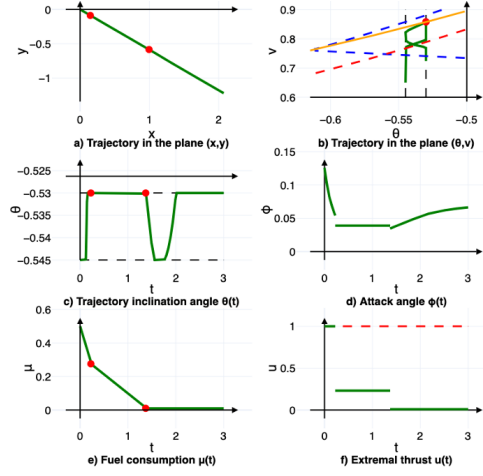 0
-0.5
-1
y
0
1
2
x
a) Trajectory in the plane (x,y)
0.9
0.8
0.7
0.6
v
-0.6
-0.545
-0.53
-0.5
θ
b) Trajectory in the plane (θ,v)
-0.525
-0.53
-0.535
-0.54
-0.545
θ
0
1
2
3
t
c) Trajectory inclination angle θ(t)
0.15
0.1
0.05
0
ϕ
0
1
2
3
t
d) Attack angle ϕ(t)
0.6
0.4
0.2
0
μ
0
1
2
3
t
e) Fuel consumption μ(t)
1
0.5
0
u
0
1
2
3
t
f) Extremal thrust u(t)